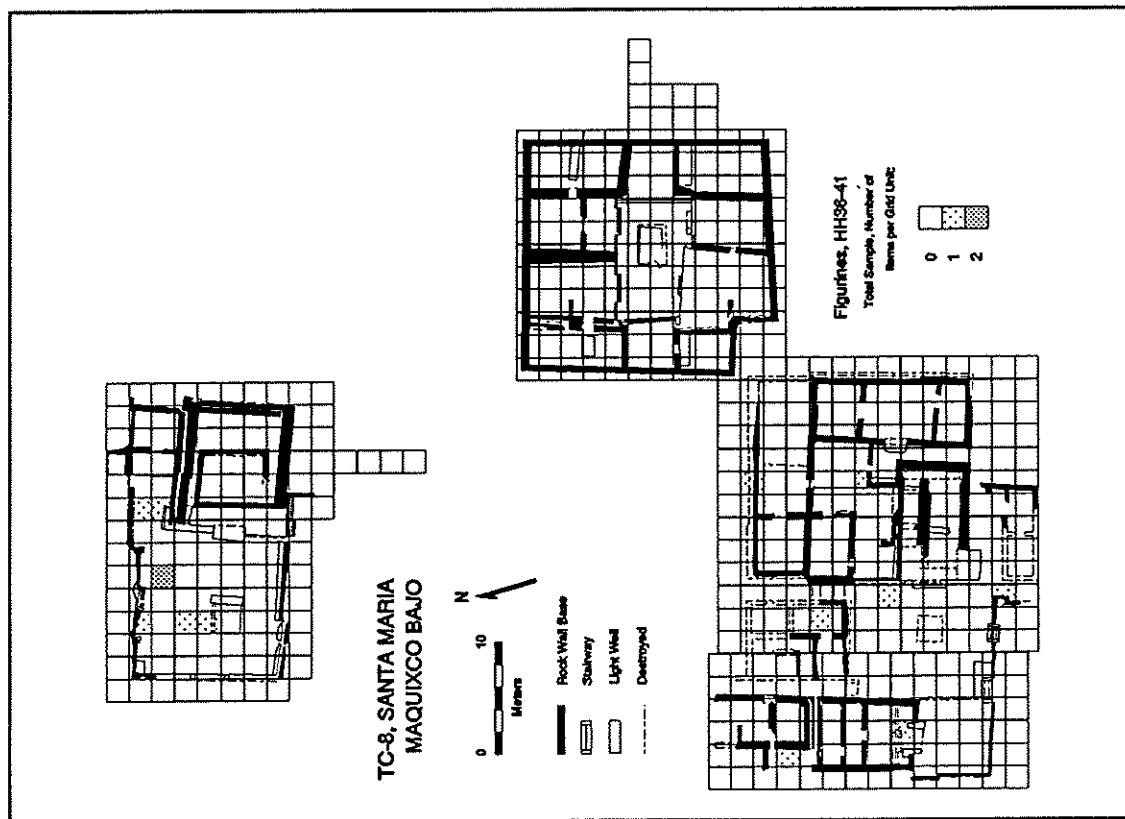 TC-8, SANTA MARIA
MAQUIXCO BAJO
N
0 10
Meters
Rock Wall Base
Stairway
Light Well
Destroyed
Figurines, HH36-41
Total Sample, Number of
Items per Grid Unit:
0
1
2